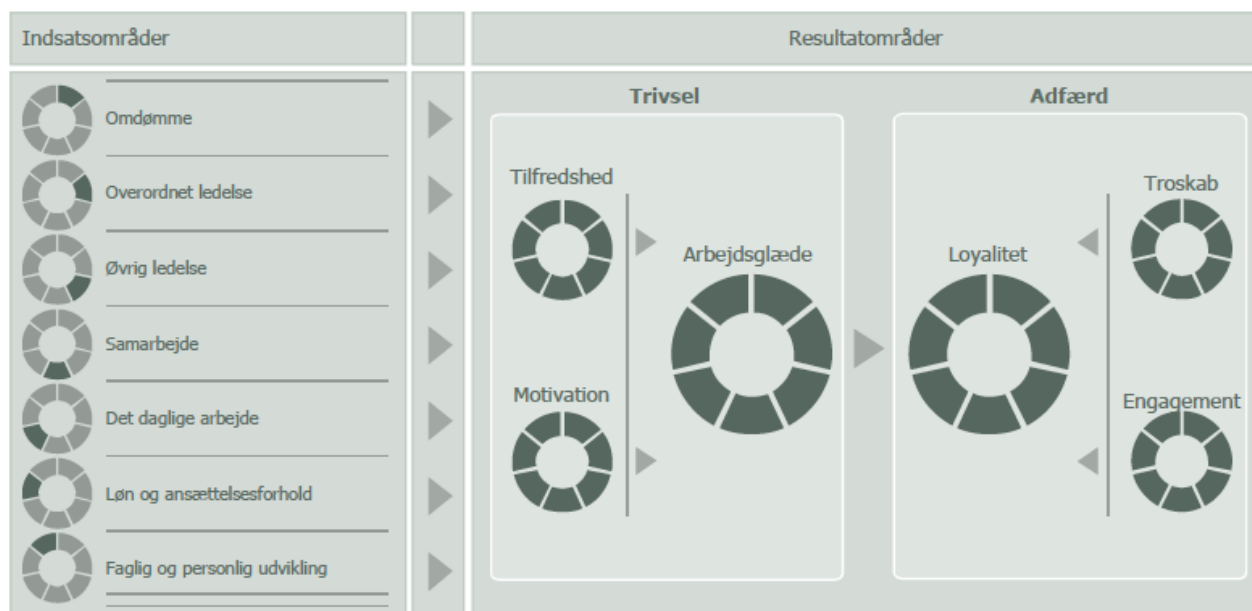 Indsatsområder
Resultatområder
Omdømme
Overordnet ledelse
Øvrig ledelse
Samarbejde
Det daglige arbejde
Løn og ansættelsesforhold
Faglig og personlig udvikling
Trivsel
Tilfredshed
Arbejdsglæde
Motivation
Adfærd
Troskab
Loyalitet
Engagement